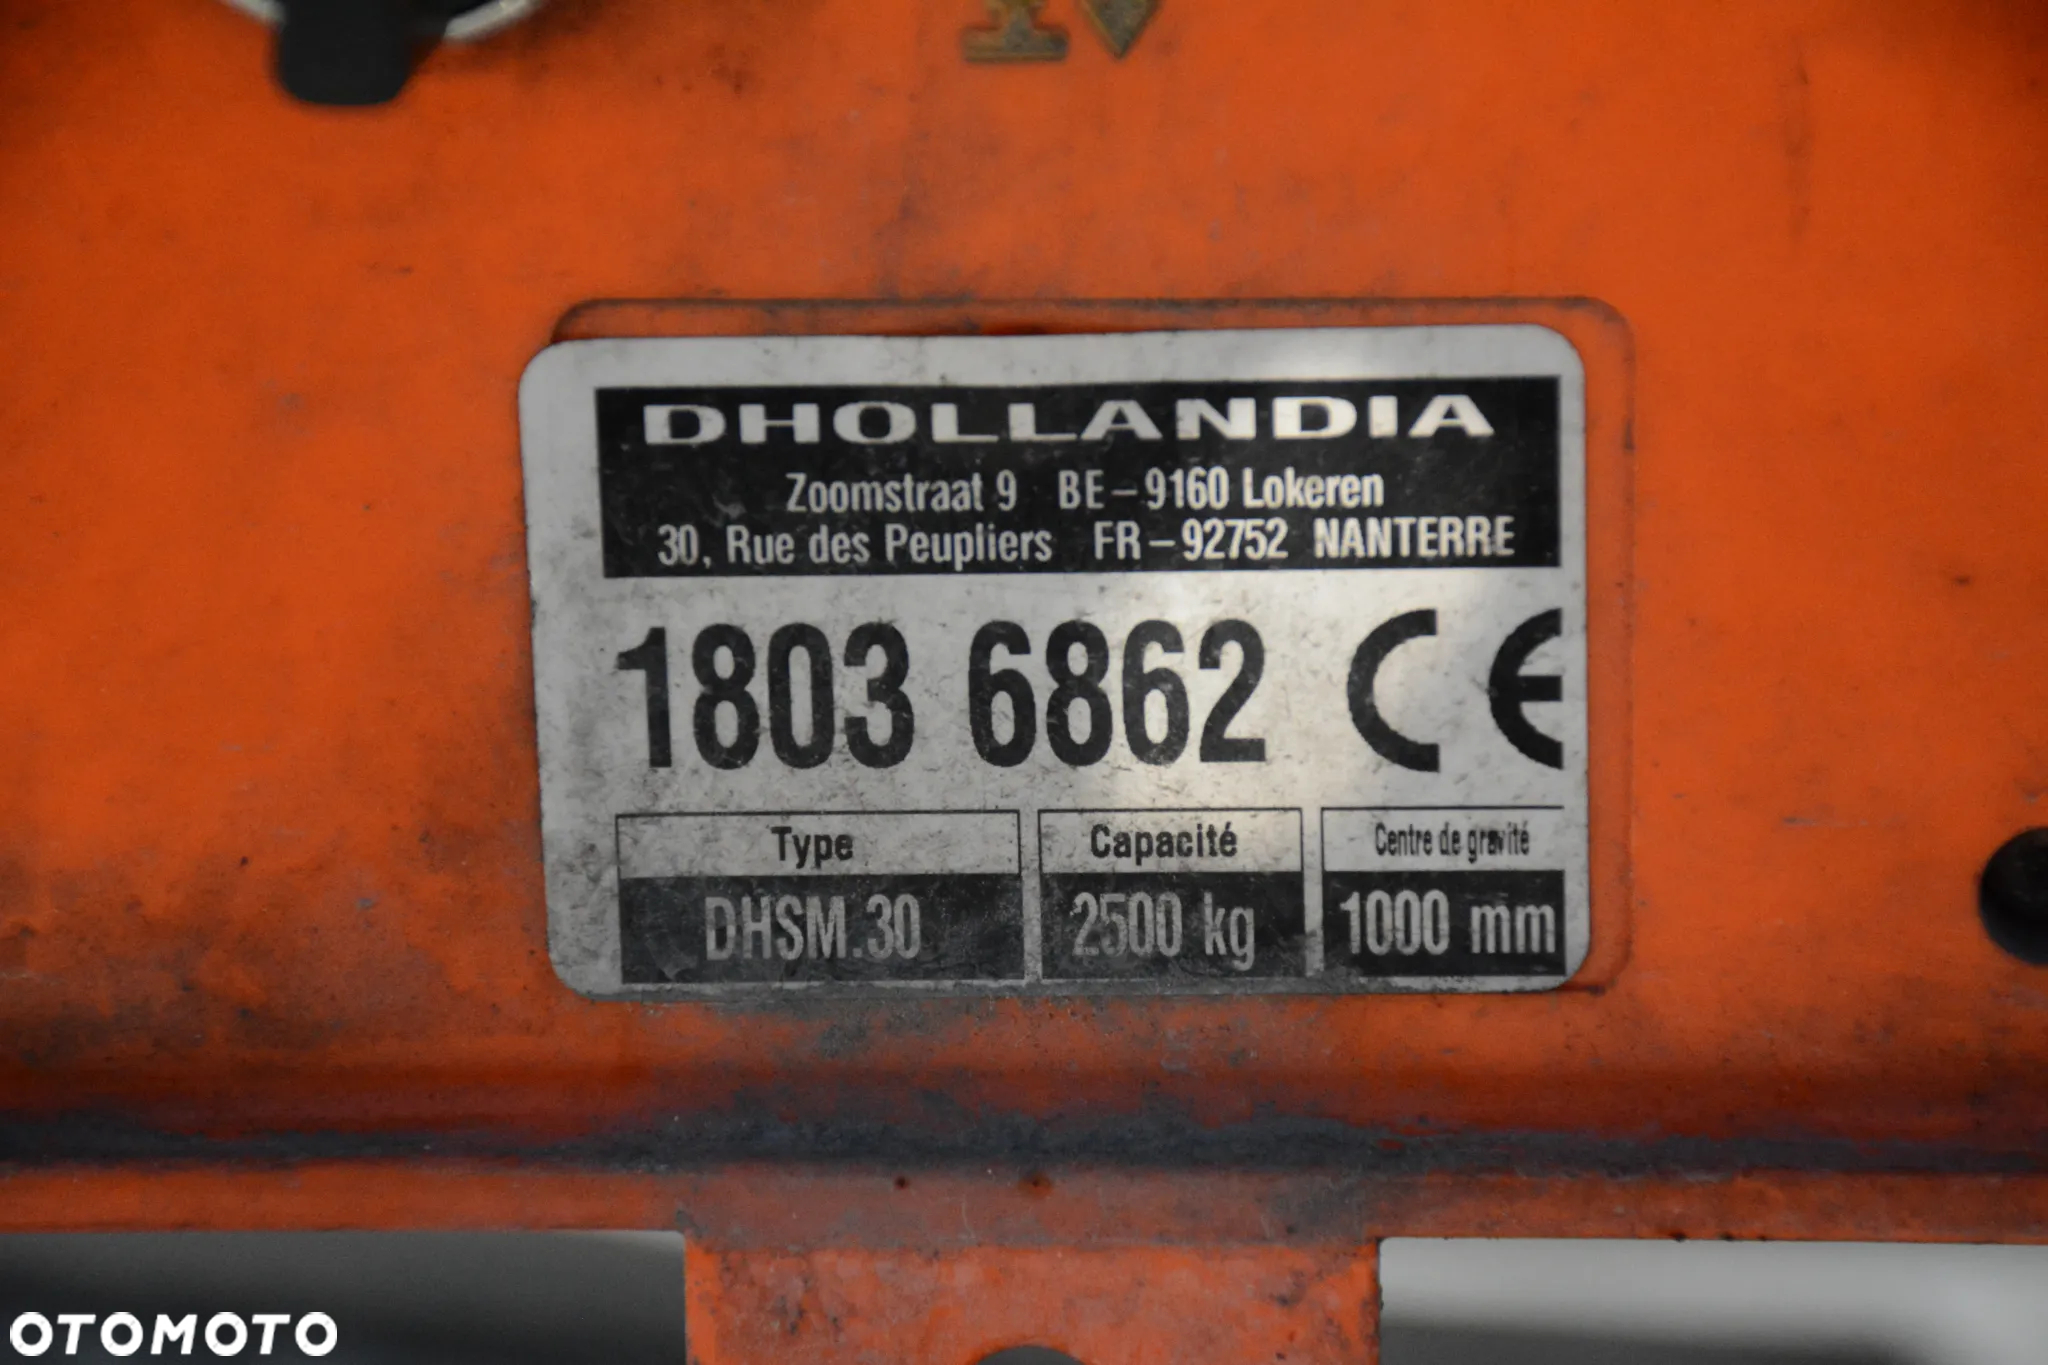 DHOLLANDIA
Zoomstraat 9 BE-9160 Lokeren
30, Rue des Peupliers FR-92752 NANTERRE
1803 6862 CE
Type Capacité Centre de gravité
DHSM.30 2500 kg 1000 mm
OTOMOTO